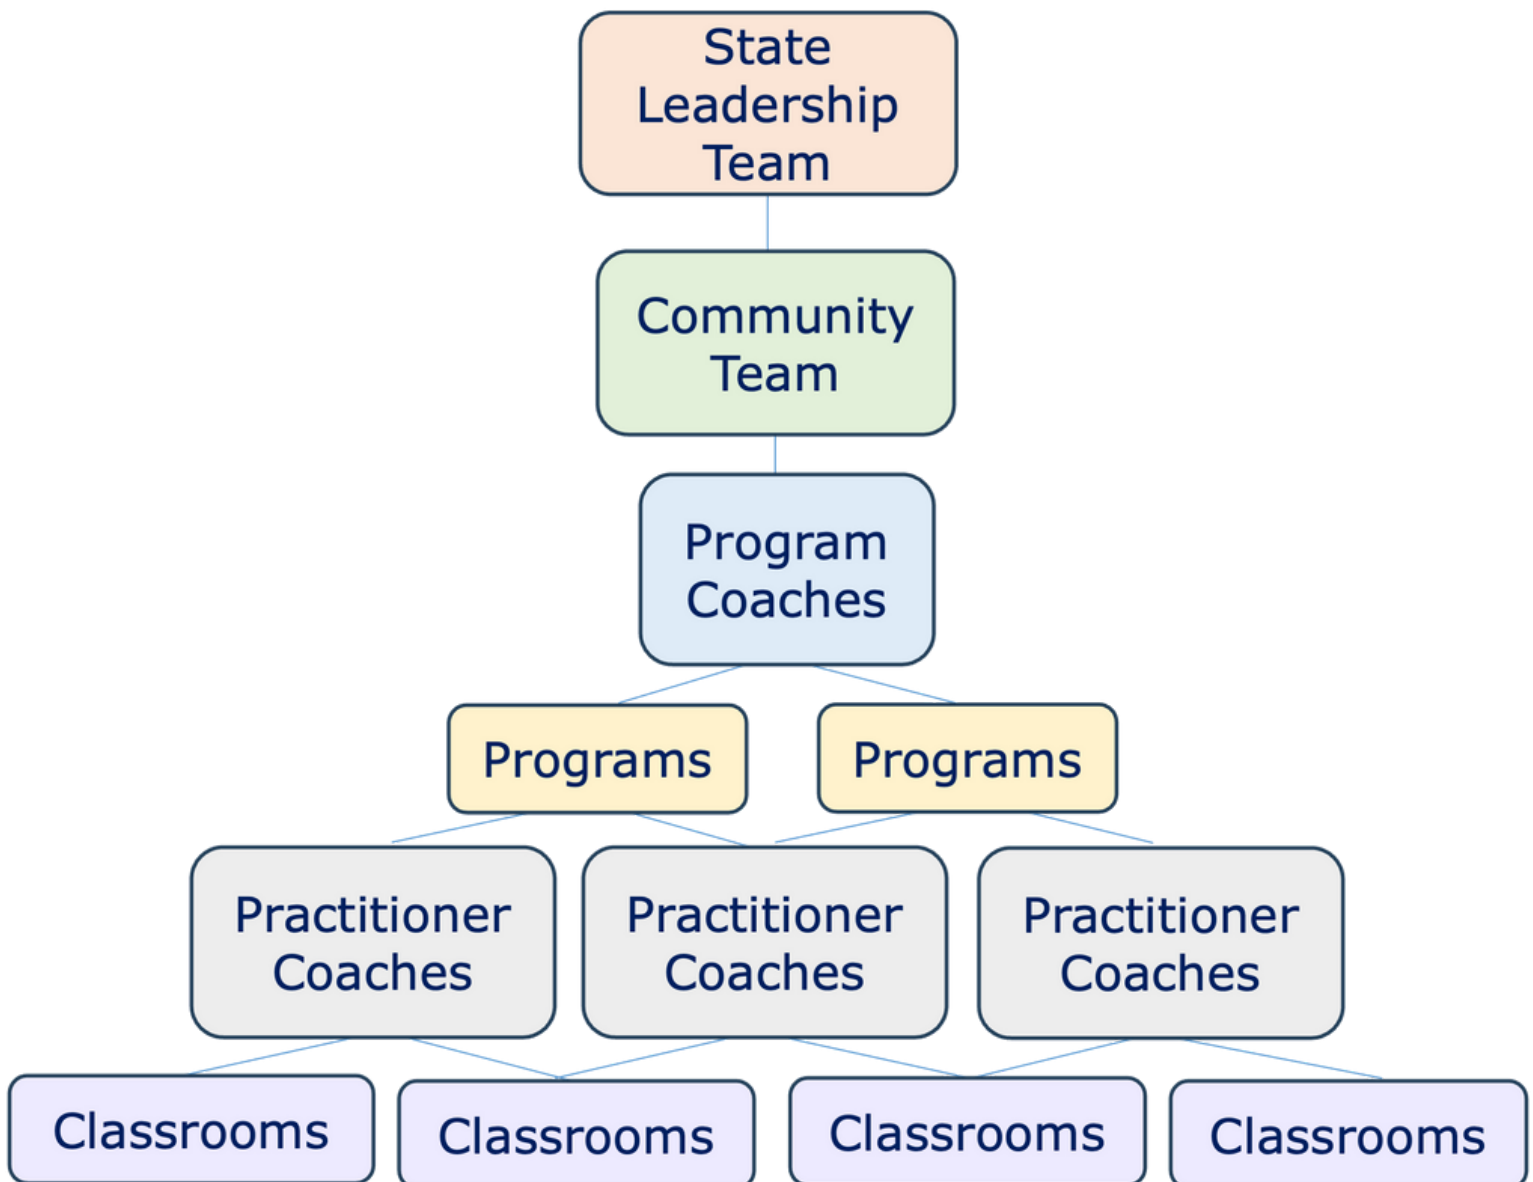 State
Leadership
Team
Community
Team
Program
Coaches
Programs
Programs
Practitioner
Coaches
Practitioner
Coaches
Practitioner
Coaches
Classrooms
Classrooms
Classrooms
Classrooms